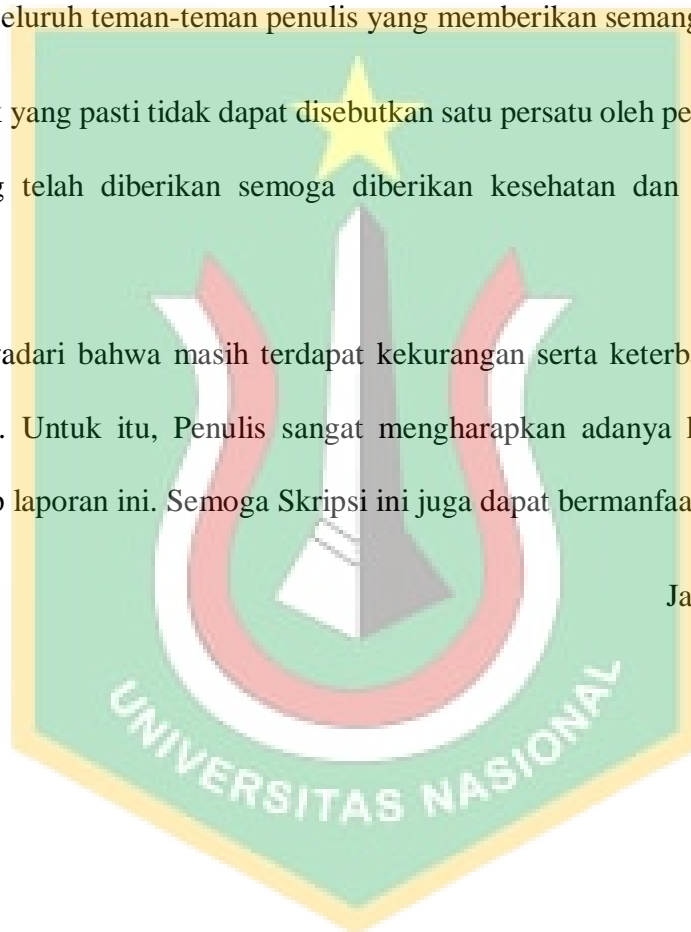 eluruh teman-teman penulis yang memberikan semang
yang pasti tidak dapat disebutkan satu persatu oleh pe
telah diberikan semoga diberikan kesehatan dan
adari bahwa masih terdapat kekurangan serta keterba
. Untuk itu, Penulis sangat mengharapkan adanya
laporan ini. Semoga Skripsi ini juga dapat bermanfaa
Ja
UNIVERSITAS NASIONAL